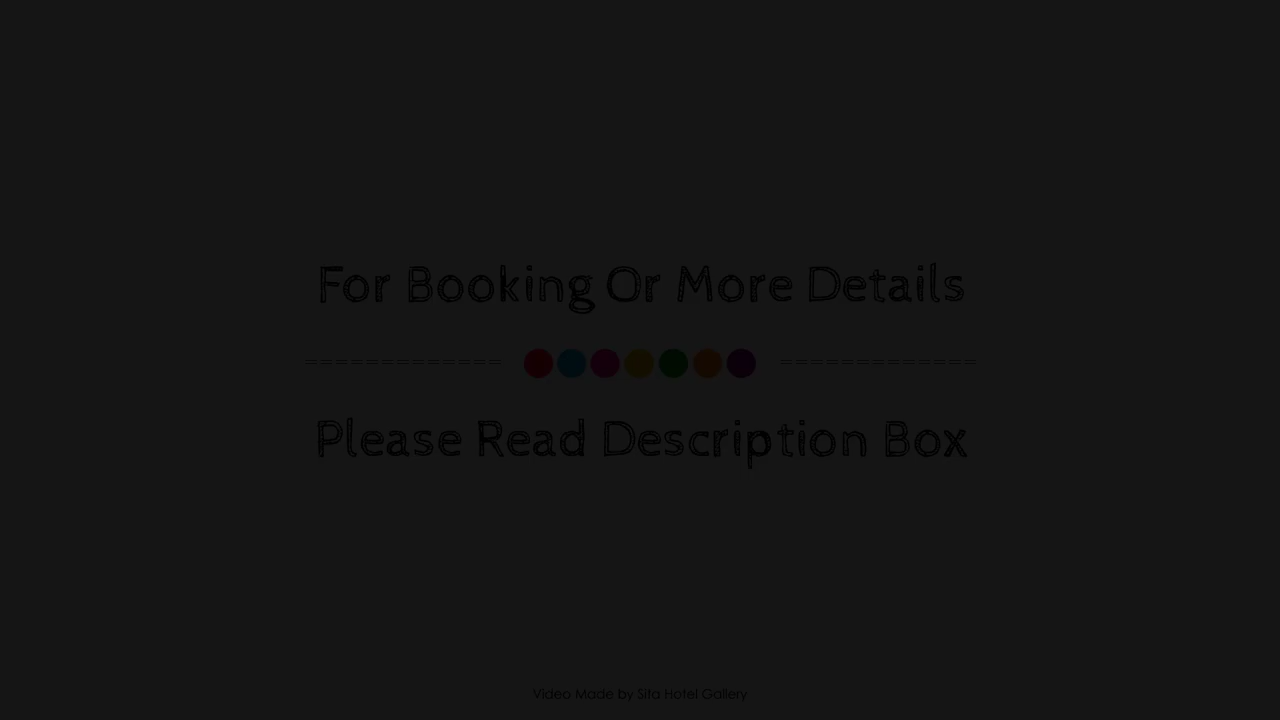 For Booking Or More Details
============= =============
Please Read Description Box
Video Made by Sita Hotel Gallery